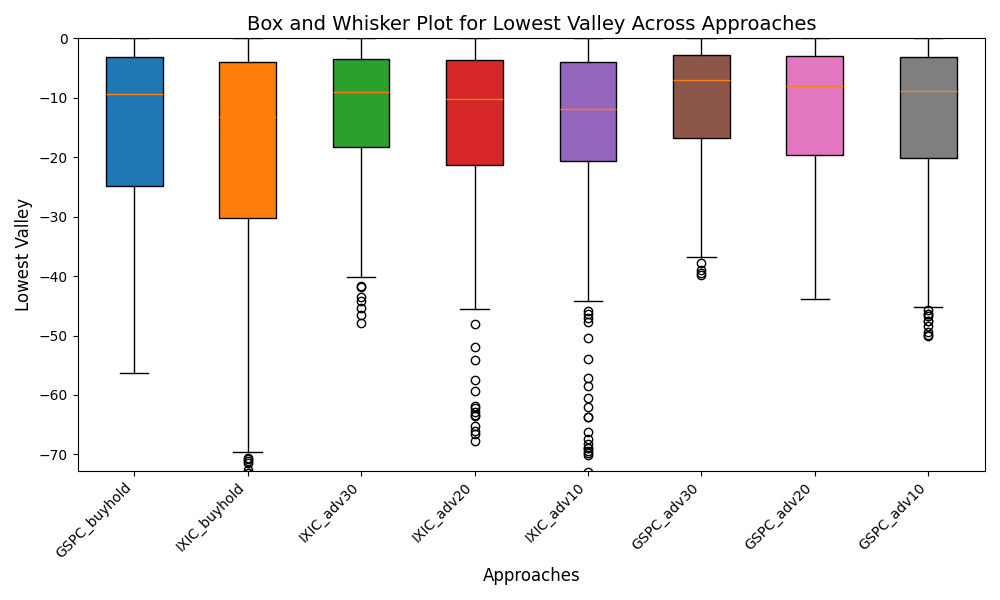 Box and Whisker Plot for Lowest Valley Across Approaches
Lowest Valley
0
−10
−20
−30
−40
−50
−60
−70
GSPC_buyhold
IXIC_buyhold
IXIC_adv30
IXIC_adv20
IXIC_adv10
GSPC_adv30
GSPC_adv20
GSPC_adv10
Approaches